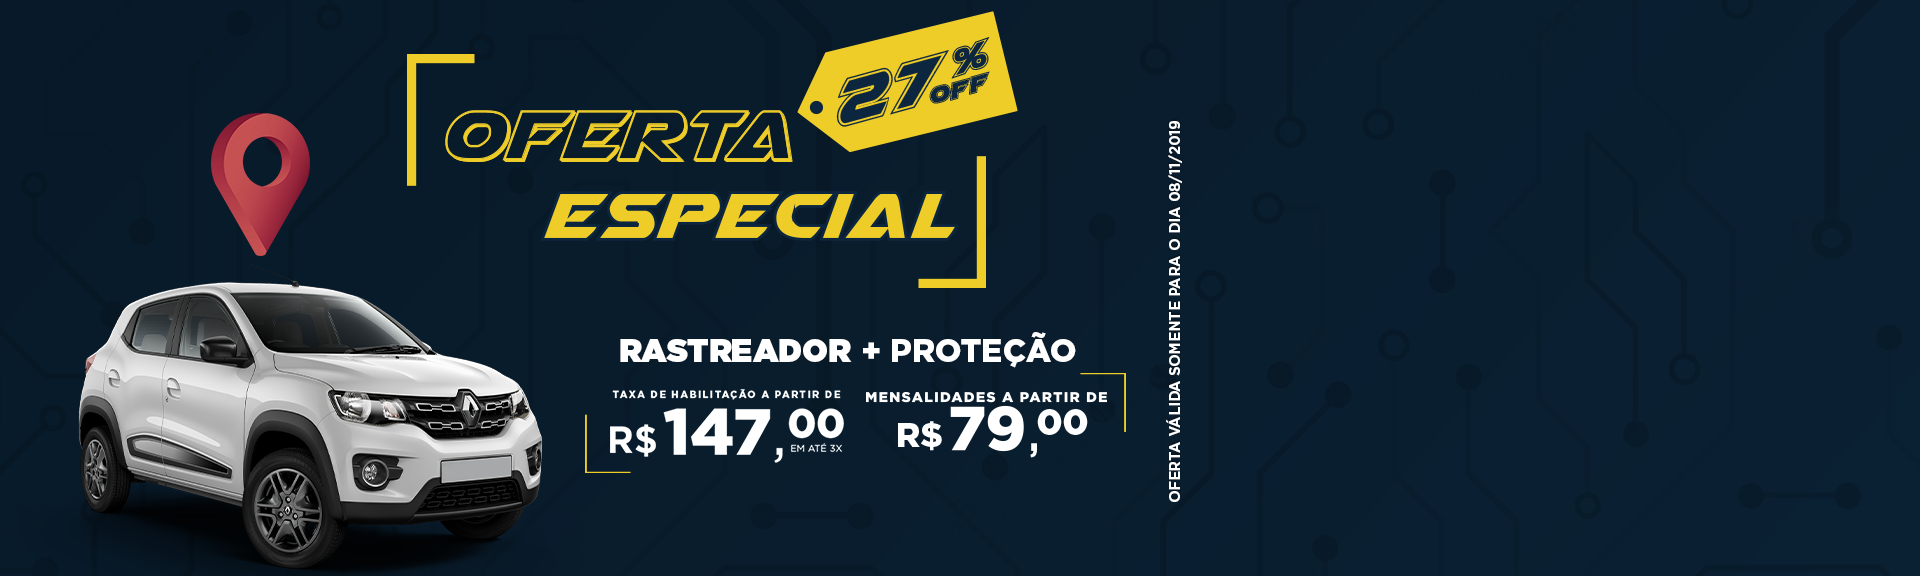 27%
OFF
OFERTA
ESPECIAL
RASTREADOR + PROTEÇÃO
TAXA DE HABILITAÇÃO A PARTIR DE
R$ 147,00
EM ATÉ 3X
MENSALIDADES A PARTIR DE
R$ 79,00
OFERTA VÁLIDA SOMENTE PARA O DIA 08/11/2019